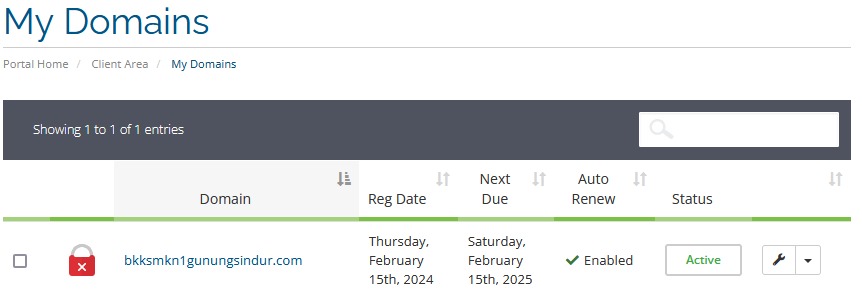 My Domains
Portal Home / Client Area / My Domains
Showing 1 to 1 of 1 entries
Domain
Reg Date
Next
Due
Auto
Renew
Status
bkksmkn1gunungsindur.com
Thursday,
February
15th, 2024
Saturday,
February
15th, 2025
Enabled
Active